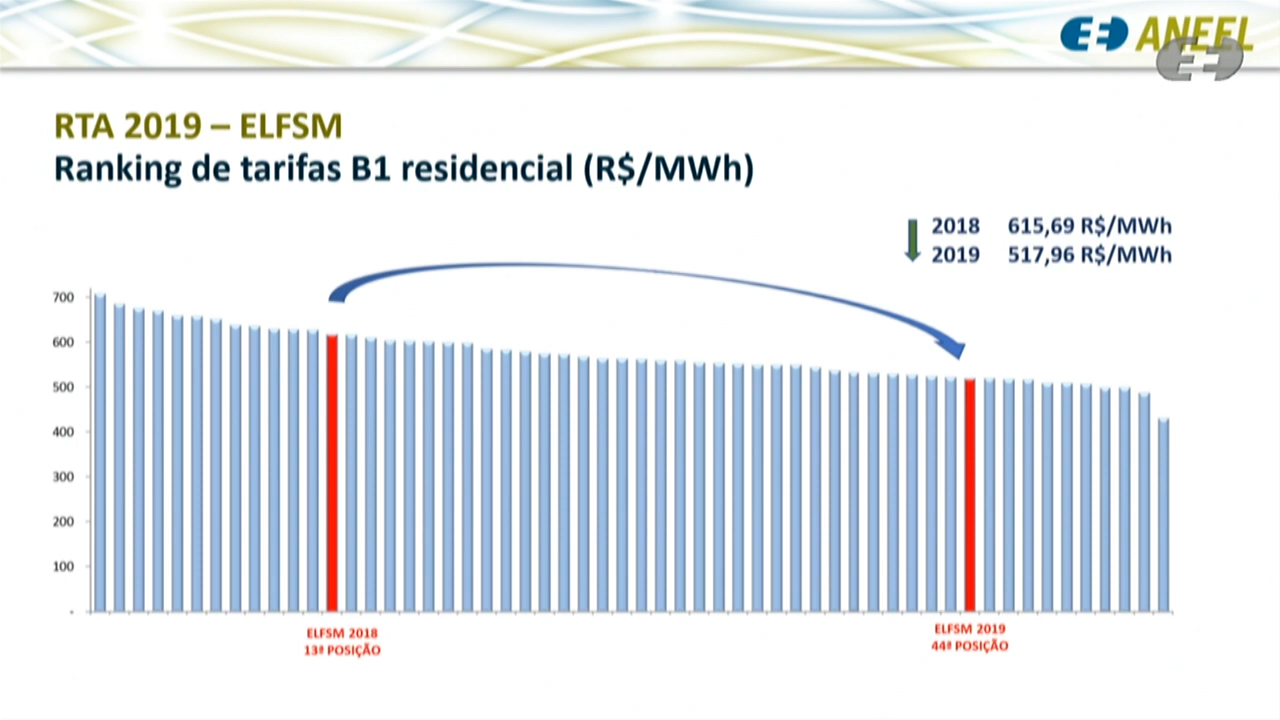 ANEEL
RTA 2019 – ELFSM
Ranking de tarifas B1 residencial (R$/MWh)
2018 615,69 R$/MWh
2019 517,96 R$/MWh
700
600
500
400
300
200
100
-
ELFSM 2018
13ª POSIÇÃO
ELFSM 2019
44ª POSIÇÃO